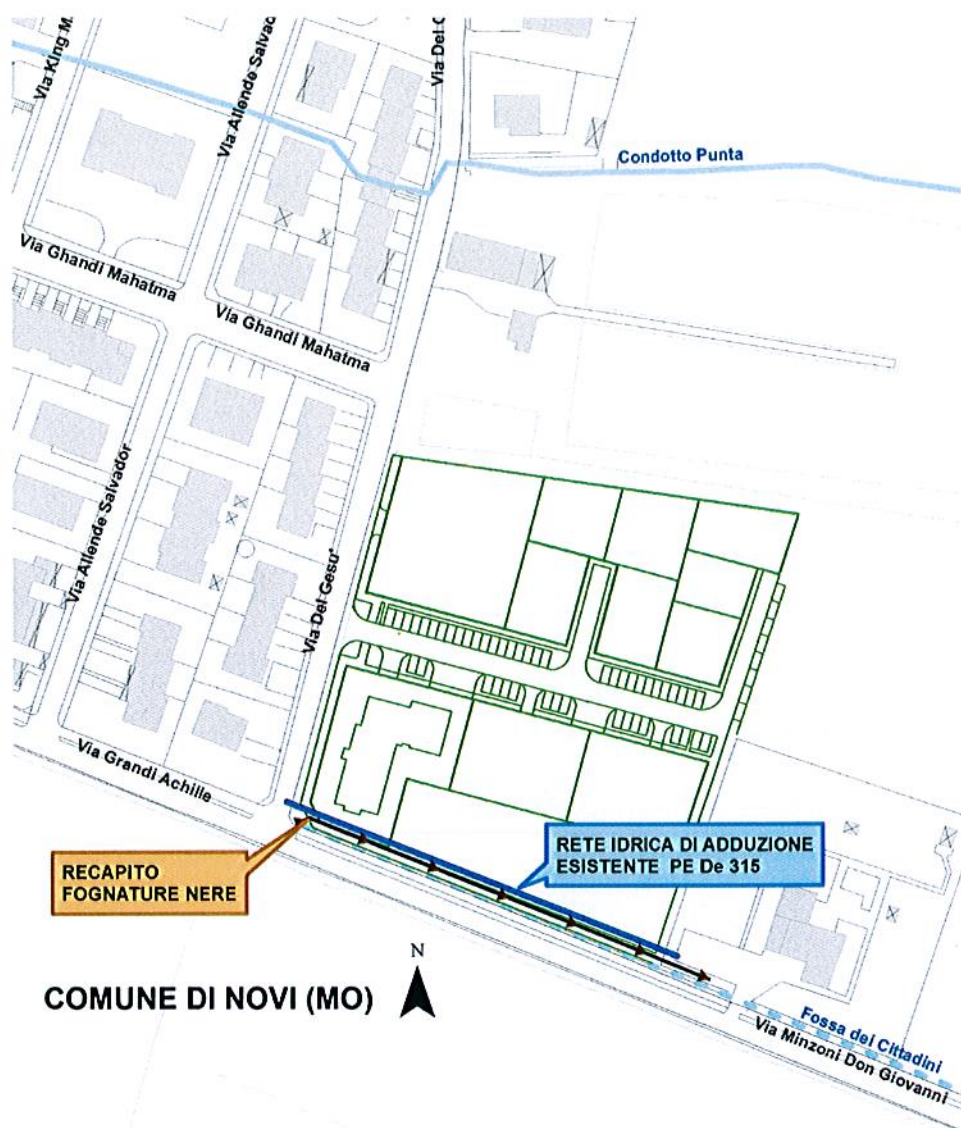 Via King M.
Via Allende Salvado
Via Del G
Condotto Punta
Via Ghandi Mahatma
Via Ghandi Mahatma
Via Allende Salvador
Via Del Gesu'
Via Grandi Achille
RECAPITO
FOGNATURE NERE
RETE IDRICA DI ADDUZIONE
ESISTENTE PE De 315
N
COMUNE DI NOVI (MO)
Fossa dei Cittadini
Via Minzoni Don Giovanni